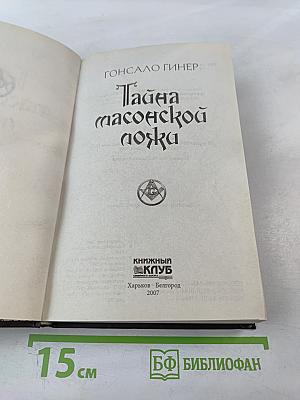 ГОНСАЛО ГИНЕР
Тайна
масонской
ложи
КНИЖНЫЙ
КЛУБ
Харьков · Белгород
2007
15 см
БФ БИБЛИОФАН